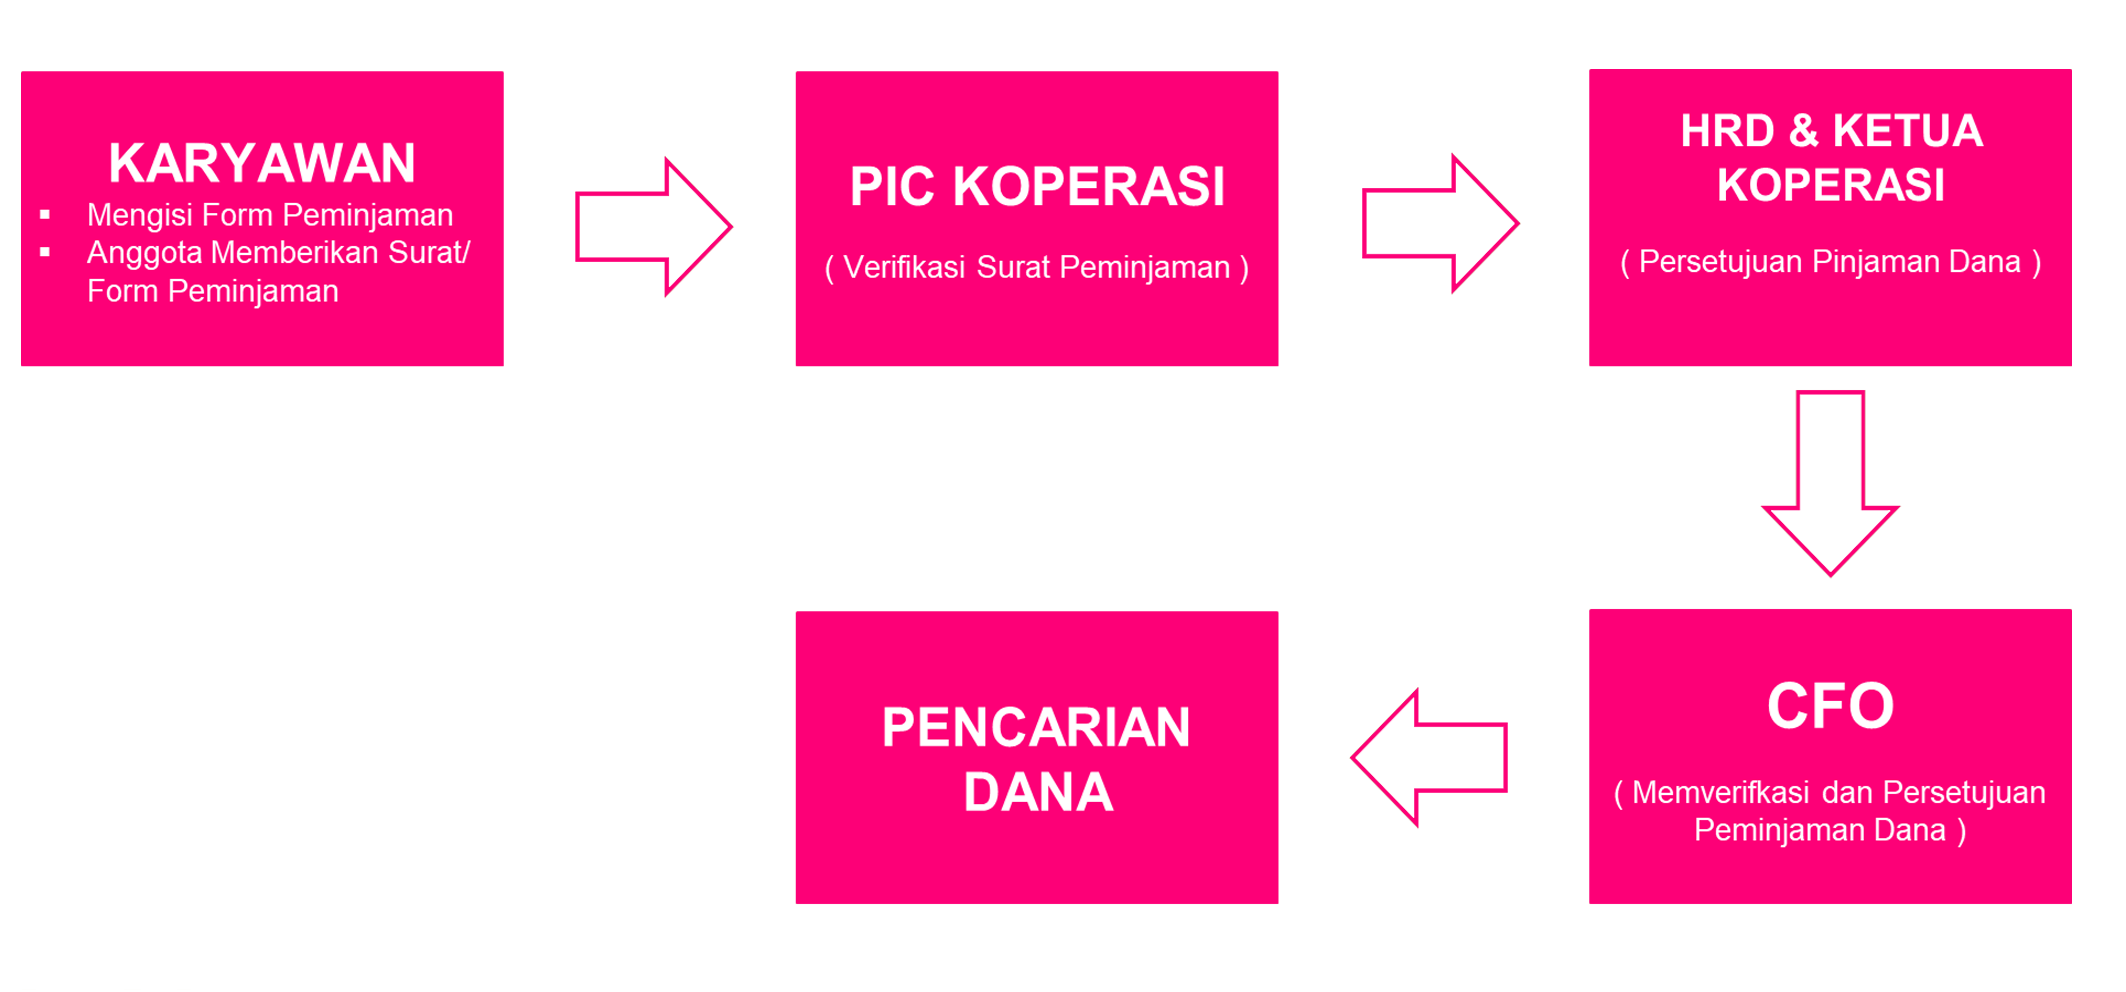 KARYAWAN
▪ Mengisi Form Peminjaman
▪ Anggota Memberikan Surat/
Form Peminjaman
PIC KOPERASI
( Verifikasi Surat Peminjaman )
HRD & KETUA
KOPERASI
( Persetujuan Pinjaman Dana )
CFO
( Memverifkasi dan Persetujuan
Peminjaman Dana )
PENCARIAN
DANA